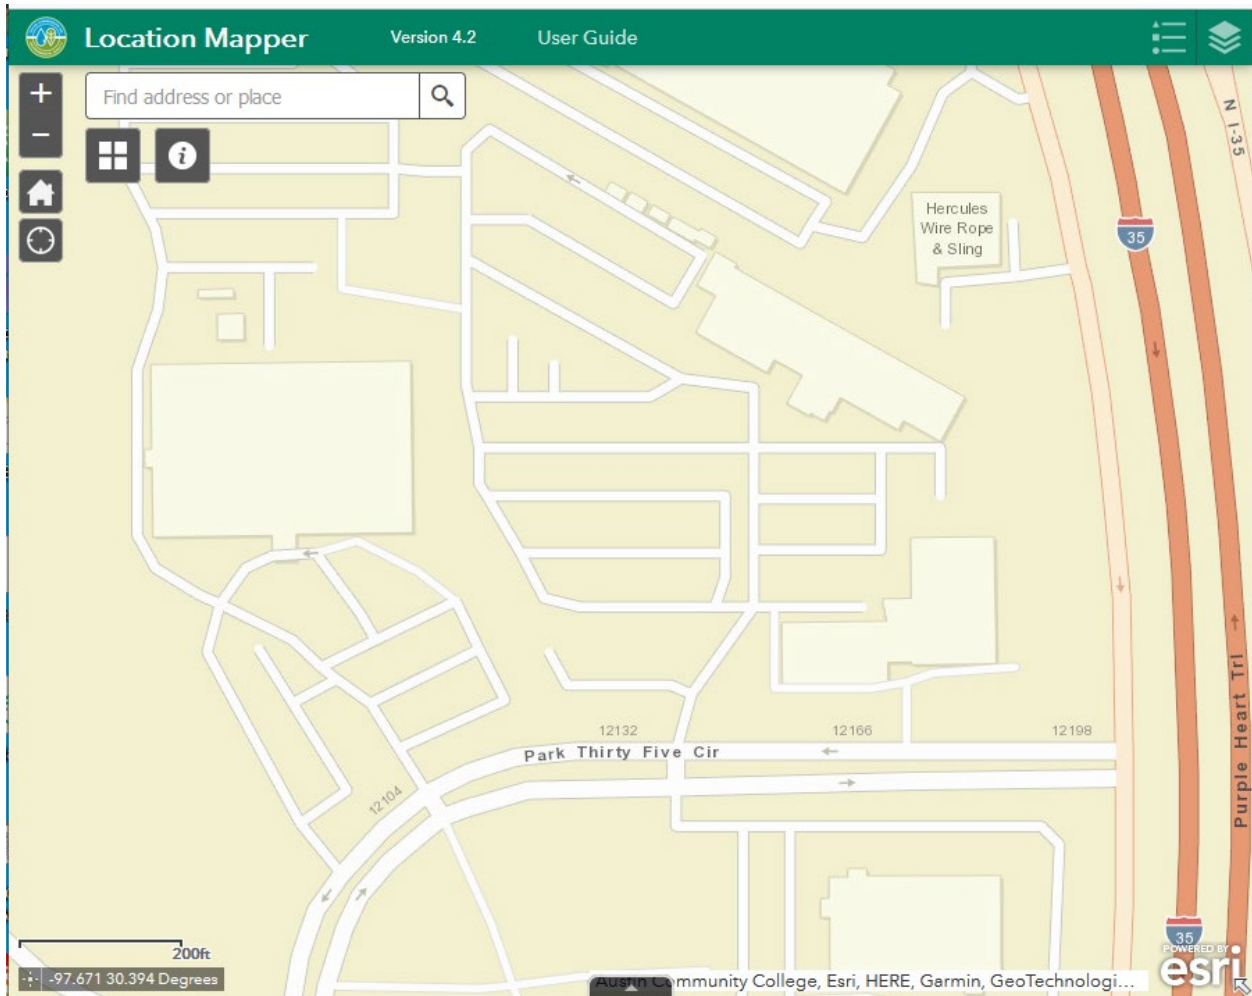 Location Mapper
Version 4.2
User Guide
+
−
Find address or place
N I-35
Hercules
Wire Rope
& Sling
35
12132
12166
12198
Park Thirty Five Cir
12104
Purple Heart Trl
200ft
-97.671 30.394 Degrees
Austin Community College, Esri, HERE, Garmin, GeoTechnologi...
35
POWERED BY
esri